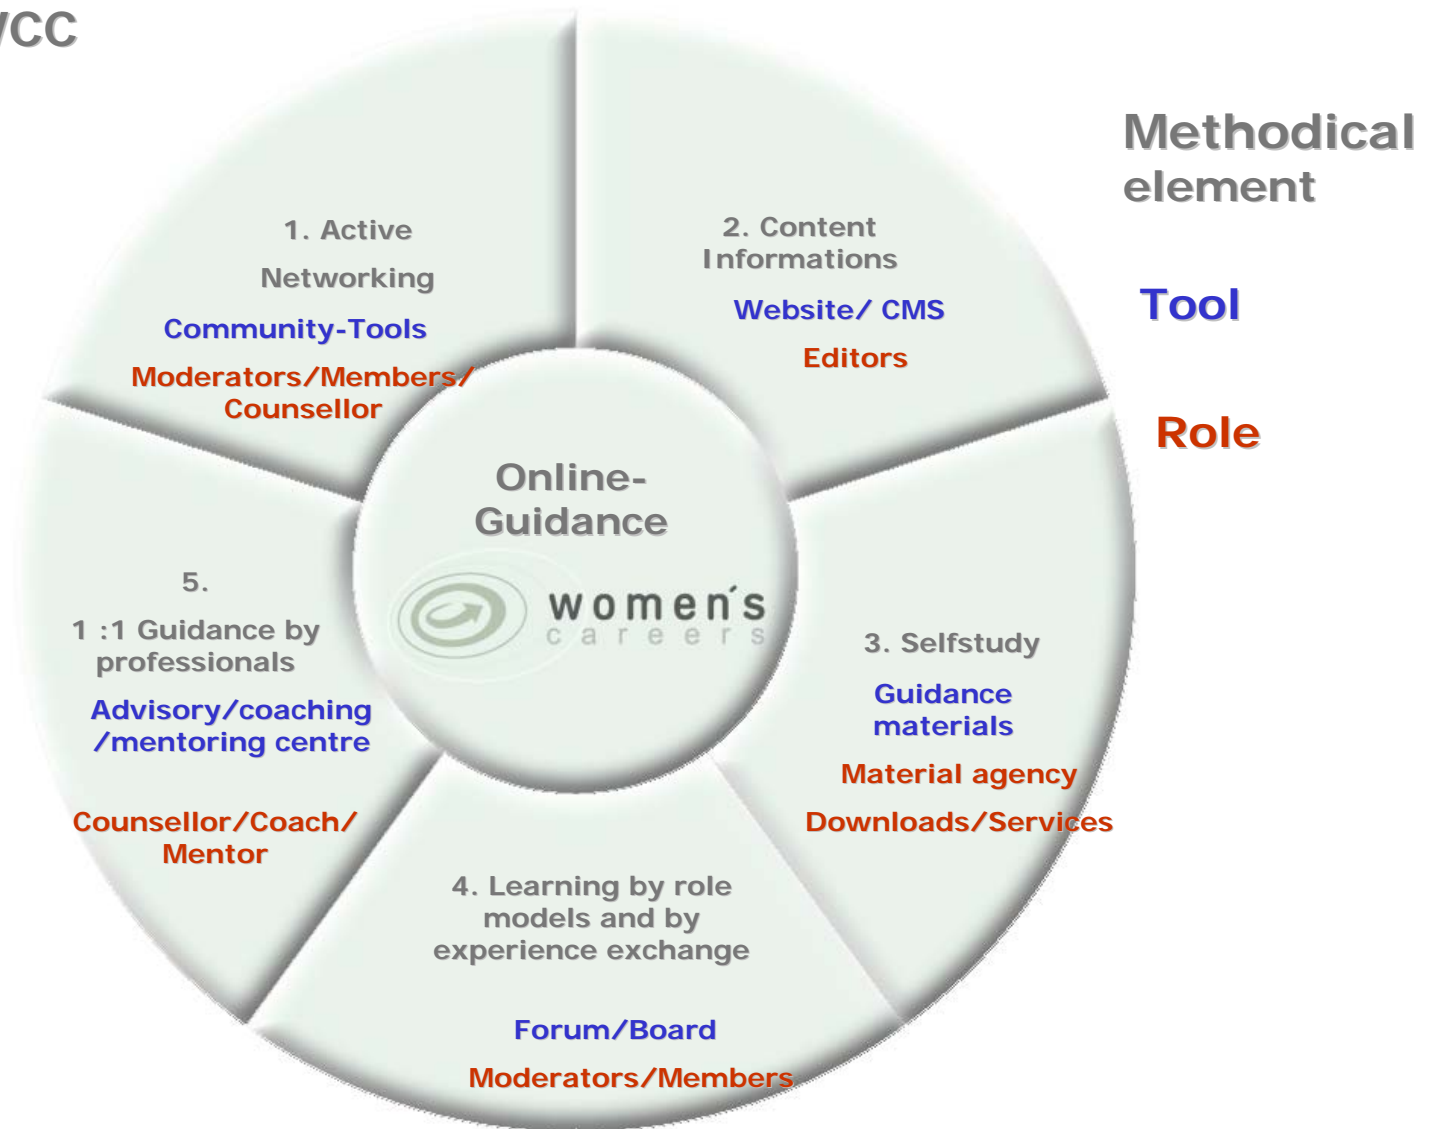 VCC
Methodical
element
Tool
Role
1. Active
Networking
Community-Tools
Moderators/Members/
Counsellor
2. Content
Informations
Website/ CMS
Editors
Online-
Guidance
women´s
careers
3. Selfstudy
Guidance
materials
Material agency
Downloads/Services
4. Learning by role
models and by
experience exchange
Forum/Board
Moderators/Members
5.
1 :1 Guidance by
professionals
Advisory/coaching
/mentoring centre
Counsellor/Coach/
Mentor